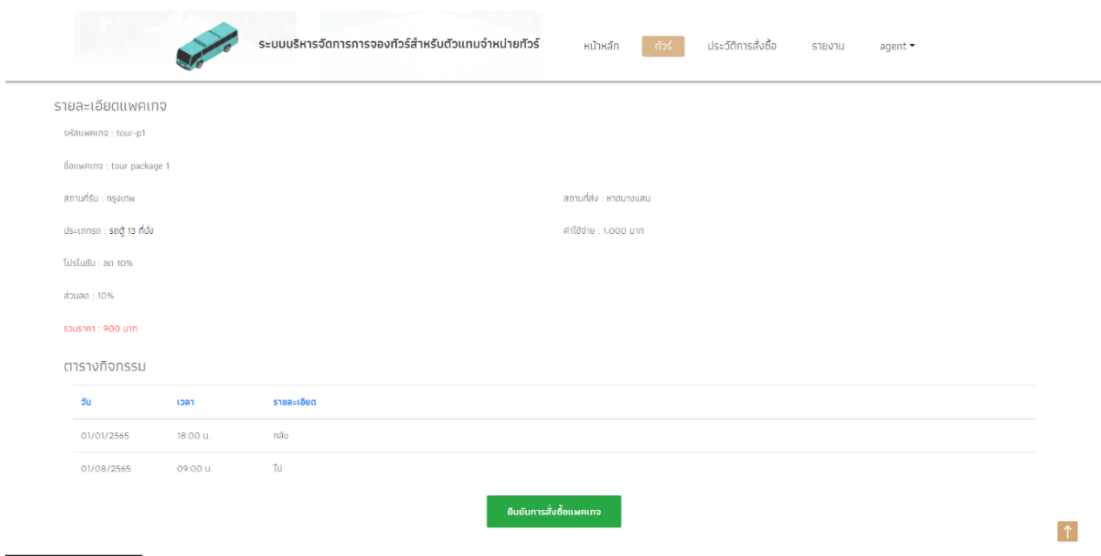 ระบบบริหารจัดการการจองทัวร์สำหรับตัวแทนจำหน่ายทัวร์ หน้าหลัก ทัวร์ ประวัติการสั่งซื้อ รายงาน agent
รายละเอียดแพคเกจ
รหัสแพคเกจ : tour-p1
ชื่อแพคเกจ : tour package 1
สถานที่รับ : กรุงเทพ สถานที่ส่ง : หาดบางแสน
ประเภทรถ : รถตู้ 13 ที่นั่ง ค่าใช้จ่าย : 1,000 บาท
โปรโมชัน : ลด 10%
ส่วนลด : 10%
รวมราคา : 900 บาท
ตารางกิจกรรม
วัน เวลา รายละเอียด
01/01/2565 18:00 น. กลับ
01/08/2565 09:00 น. ไป
ยืนยันการสั่งซื้อแพคเกจ